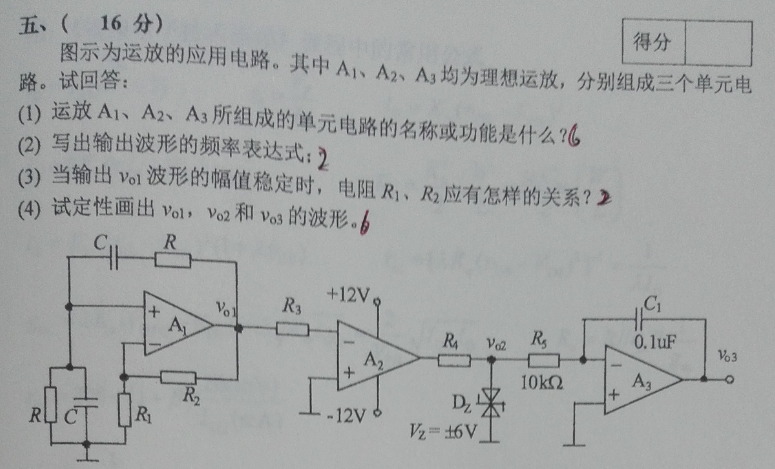 五、( 16 分)
得分
图示为运放的应用电路。其中 A1、A2、A3 均为理想运放，分别组成三个单元电
路。试回答：
(1) 运放 A1、A2、A3 所组成的单元电路的名称或功能是什么？6
(2) 写出输出波形的频率表达式；2
(3) 当输出 vo1 波形的幅值稳定时，电阻 R1、R2 应有怎样的关系？2
(4) 试定性画出 vo1，vo2 和 vo3 的波形。6
C R
+ A1 − vo1
R3
+12V
− A2 +
-12V
R4 vo2 R5
10kΩ
C1
0.1uF
− A3 +
vo3
R C R1 R2
DZ
VZ = ±6V